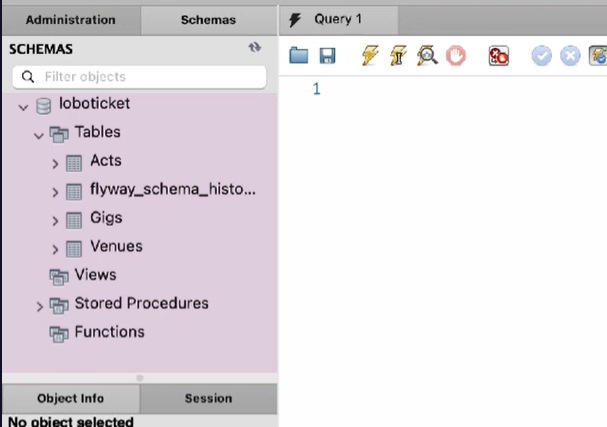 Administration
Schemas
Query 1
SCHEMAS
Filter objects
1
loboticket
Tables
Acts
flyway_schema_histo...
Gigs
Venues
Views
Stored Procedures
Functions
Object Info
Session
No object selected